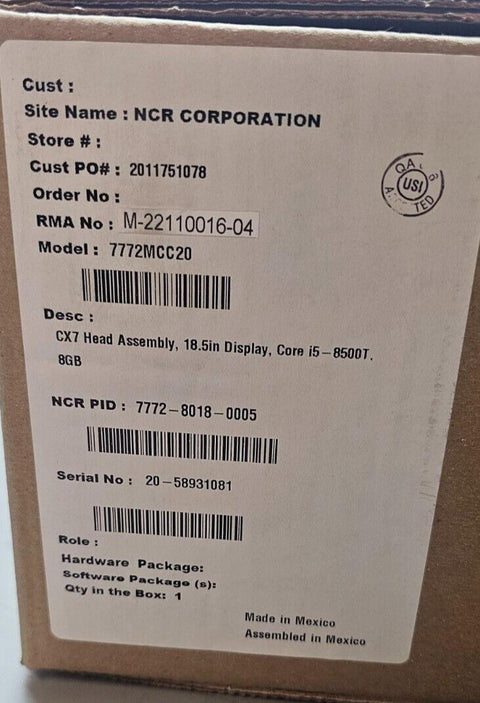 Cust :
Site Name : NCR CORPORATION
Store # :
Cust PO# : 2011751078
Order No :
RMA No : M-22110016-04
Model : 7772MCC20
Desc :
CX7 Head Assembly, 18.5in Display, Core i5-8500T,
8GB
NCR PID : 7772-8018-0005
Serial No : 20-58931081
Role :
Hardware Package:
Software Package (s):
Qty in the Box: 1
Made in Mexico
Assembled in Mexico
QA
USI